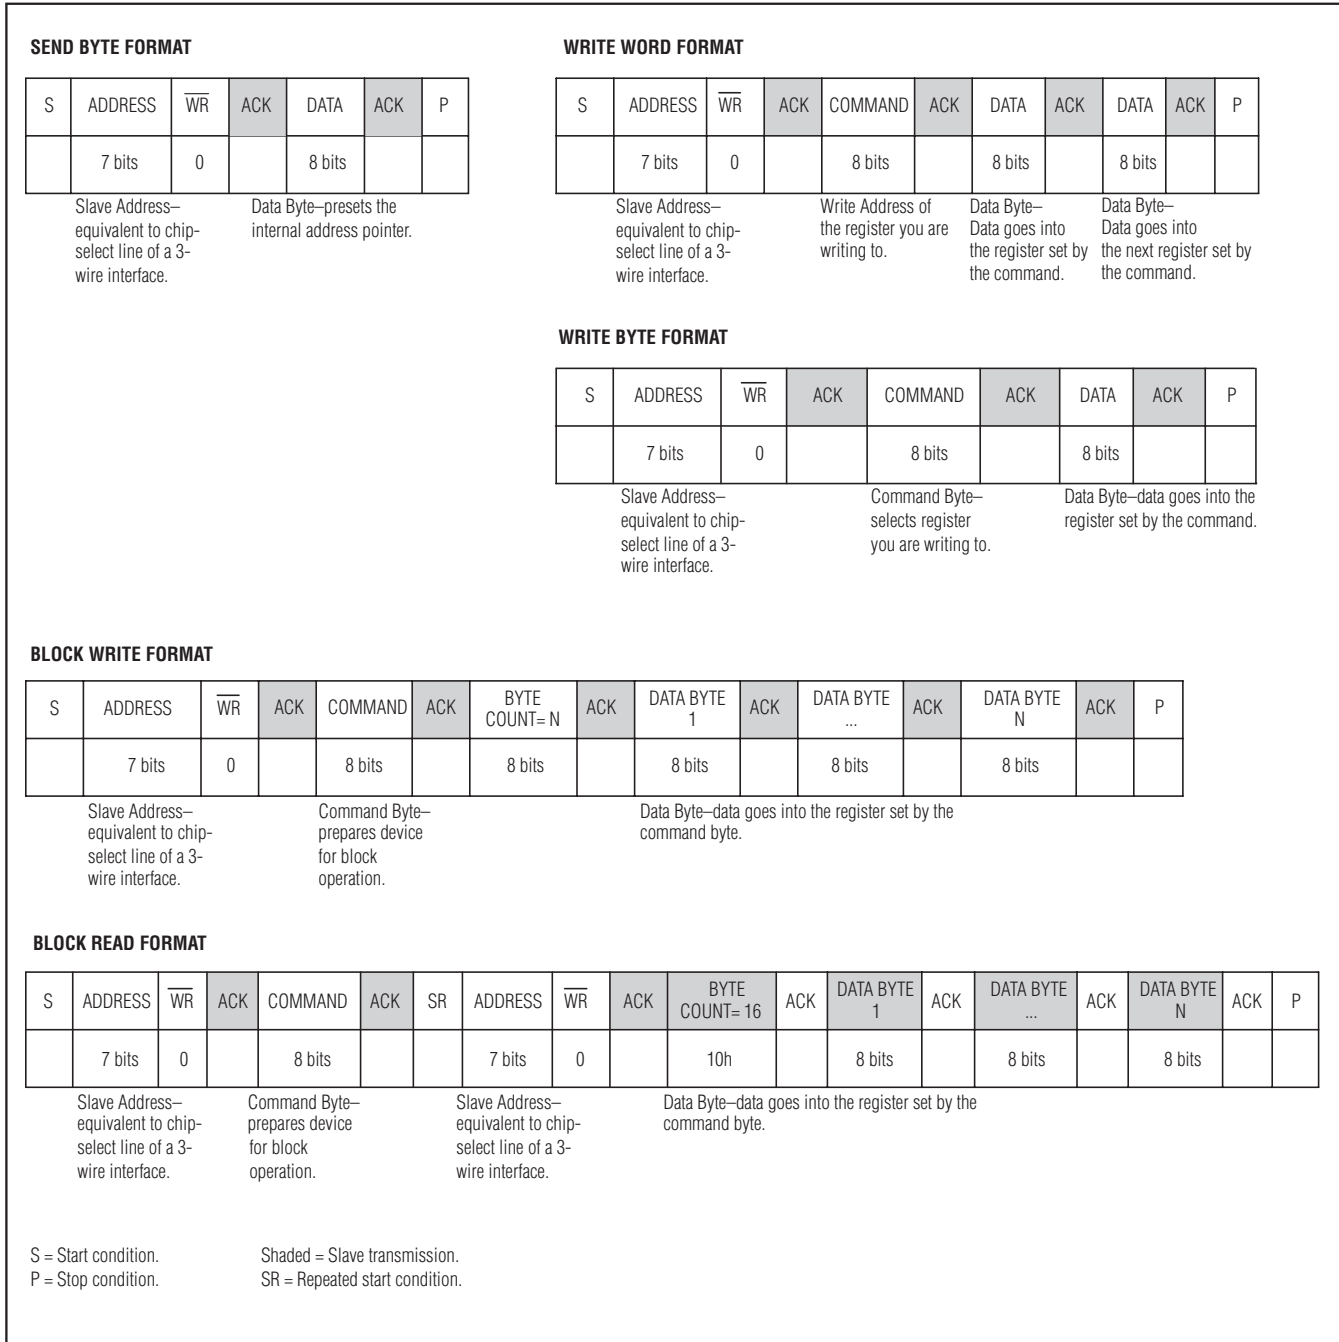 SEND BYTE FORMAT
S ADDRESS WR ACK DATA ACK P
7 bits 0 8 bits
Slave Address–
equivalent to chip-
select line of a 3-
wire interface.
Data Byte–presets the
internal address pointer.
WRITE WORD FORMAT
S ADDRESS WR ACK COMMAND ACK DATA ACK DATA ACK P
7 bits 0 8 bits 8 bits 8 bits
Slave Address–
equivalent to chip-
select line of a 3-
wire interface.
Write Address of
the register you are
writing to.
Data Byte–
Data goes into
the register set by
the command.
Data Byte–
Data goes into
the next register set by
the command.
WRITE BYTE FORMAT
S ADDRESS WR ACK COMMAND ACK DATA ACK P
7 bits 0 8 bits 8 bits
Slave Address–
equivalent to chip-
select line of a 3-
wire interface.
Command Byte–
selects register
you are writing to.
Data Byte–data goes into the
register set by the command.
BLOCK WRITE FORMAT
S ADDRESS WR ACK COMMAND ACK BYTE COUNT= N ACK DATA BYTE 1 ACK DATA BYTE ... ACK DATA BYTE N ACK P
7 bits 0 8 bits 8 bits 8 bits 8 bits 8 bits
Slave Address–
equivalent to chip-
select line of a 3-
wire interface.
Command Byte–
prepares device
for block
operation.
Data Byte–data goes into the register set by the
command byte.
BLOCK READ FORMAT
S ADDRESS WR ACK COMMAND ACK SR ADDRESS WR ACK BYTE COUNT= 16 ACK DATA BYTE 1 ACK DATA BYTE ... ACK DATA BYTE N ACK P
7 bits 0 8 bits 7 bits 0 10h 8 bits 8 bits 8 bits
Slave Address–
equivalent to chip-
select line of a 3-
wire interface.
Command Byte–
prepares device
for block
operation.
Slave Address–
equivalent to chip-
select line of a 3-
wire interface.
Data Byte–data goes into the register set by the
command byte.
S = Start condition.
P = Stop condition.
Shaded = Slave transmission.
SR = Repeated start condition.